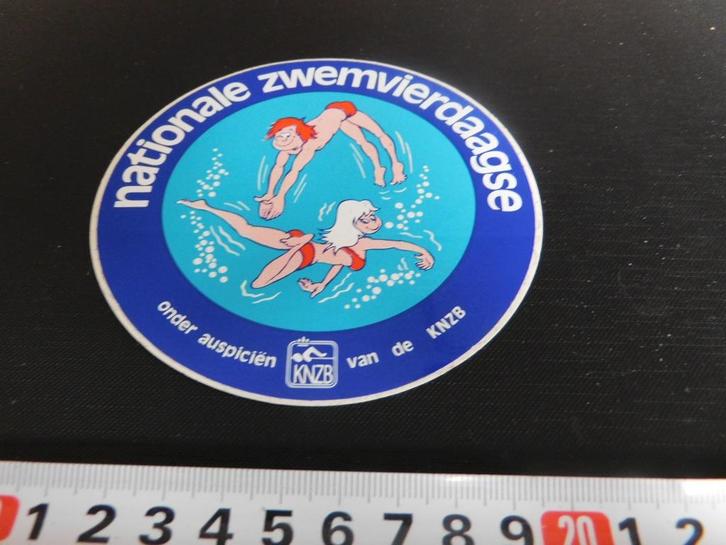 nationale zwemvierdaagse
onder auspiciën van de KNZB
KNZB
1 2 3 4 5 6 7 8 9 20 1 2